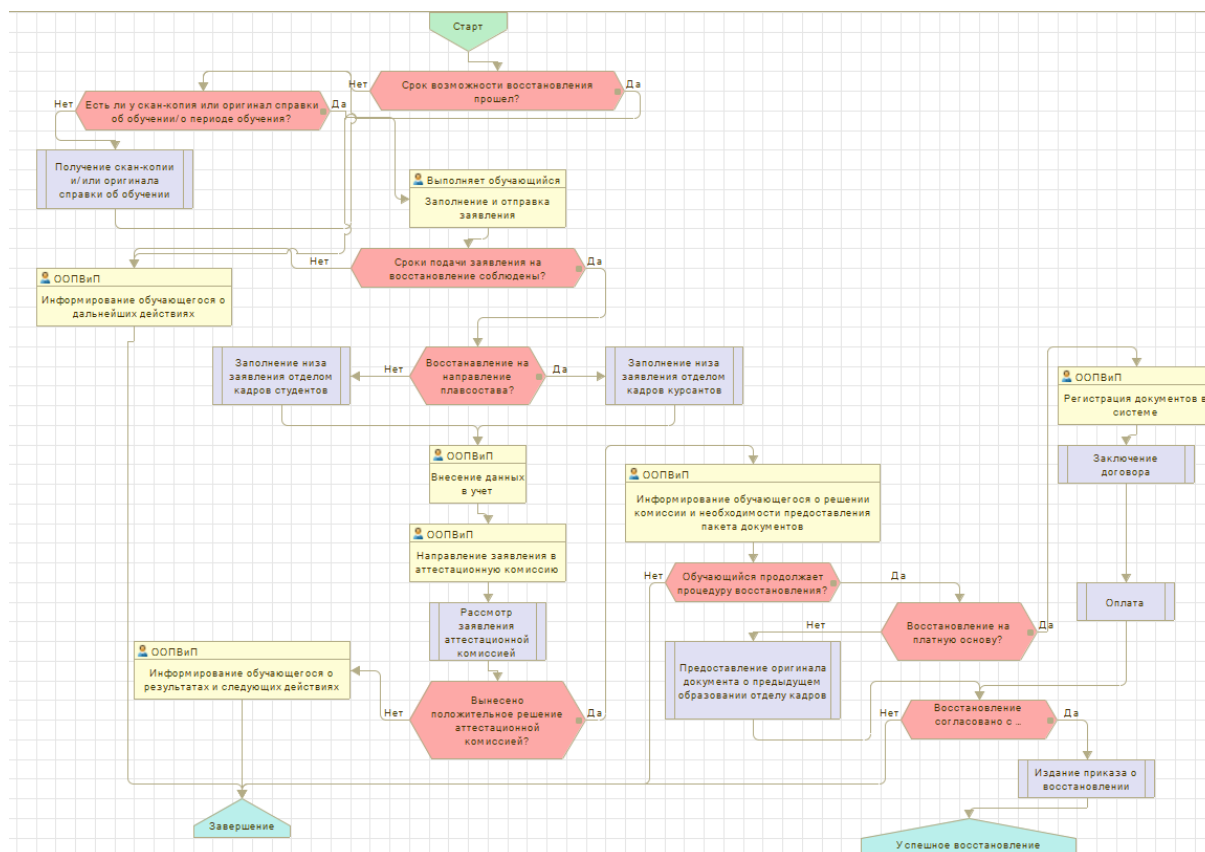 Старт
Срок возможности восстановления
прошел?
Нет
Да
Есть ли у скан-копия или оригинал справки
об обучении/о периоде обучения?
Нет
Да
Получение скан-копии
и/или оригинала
справки об обучении
Выполняет обучающийся
Заполнение и отправка
заявления
Сроки подачи заявления на
восстановление соблюдены?
Нет
Да
ООПВиП
Информирование обучающегося о
дальнейших действиях
Заполнение низа
заявления отделом
кадров студентов
Нет
Восстанавление на
направление
плавсостава?
Да
Заполнение низа
заявления отделом
кадров курсантов
ООПВиП
Регистрация документов в
системе
Заключение
договора
ООПВиП
Внесение данных
в учет
ООПВиП
Информирование обучающегося о решении
комиссии и необходимости предоставления
пакета документов
ООПВиП
Направление заявления в
аттестационную комиссию
Нет
Обучающийся продолжает
процедуру восстановления?
Да
Оплата
Рассмотр
заявления
аттестационной
комиссией
Нет
Восстановление на
платную основу?
Да
ООПВиП
Информирование обучающегося о
результатах и следующих действиях
Предоставление оригинала
документа о предыдущем
образовании отделу кадров
Нет
Вынесено
положительное решение
аттестационной
комиссией?
Да
Нет
Восстановление
согласовано с ...
Да
Издание приказа о
восстановлении
Завершение
Успешное восстановление